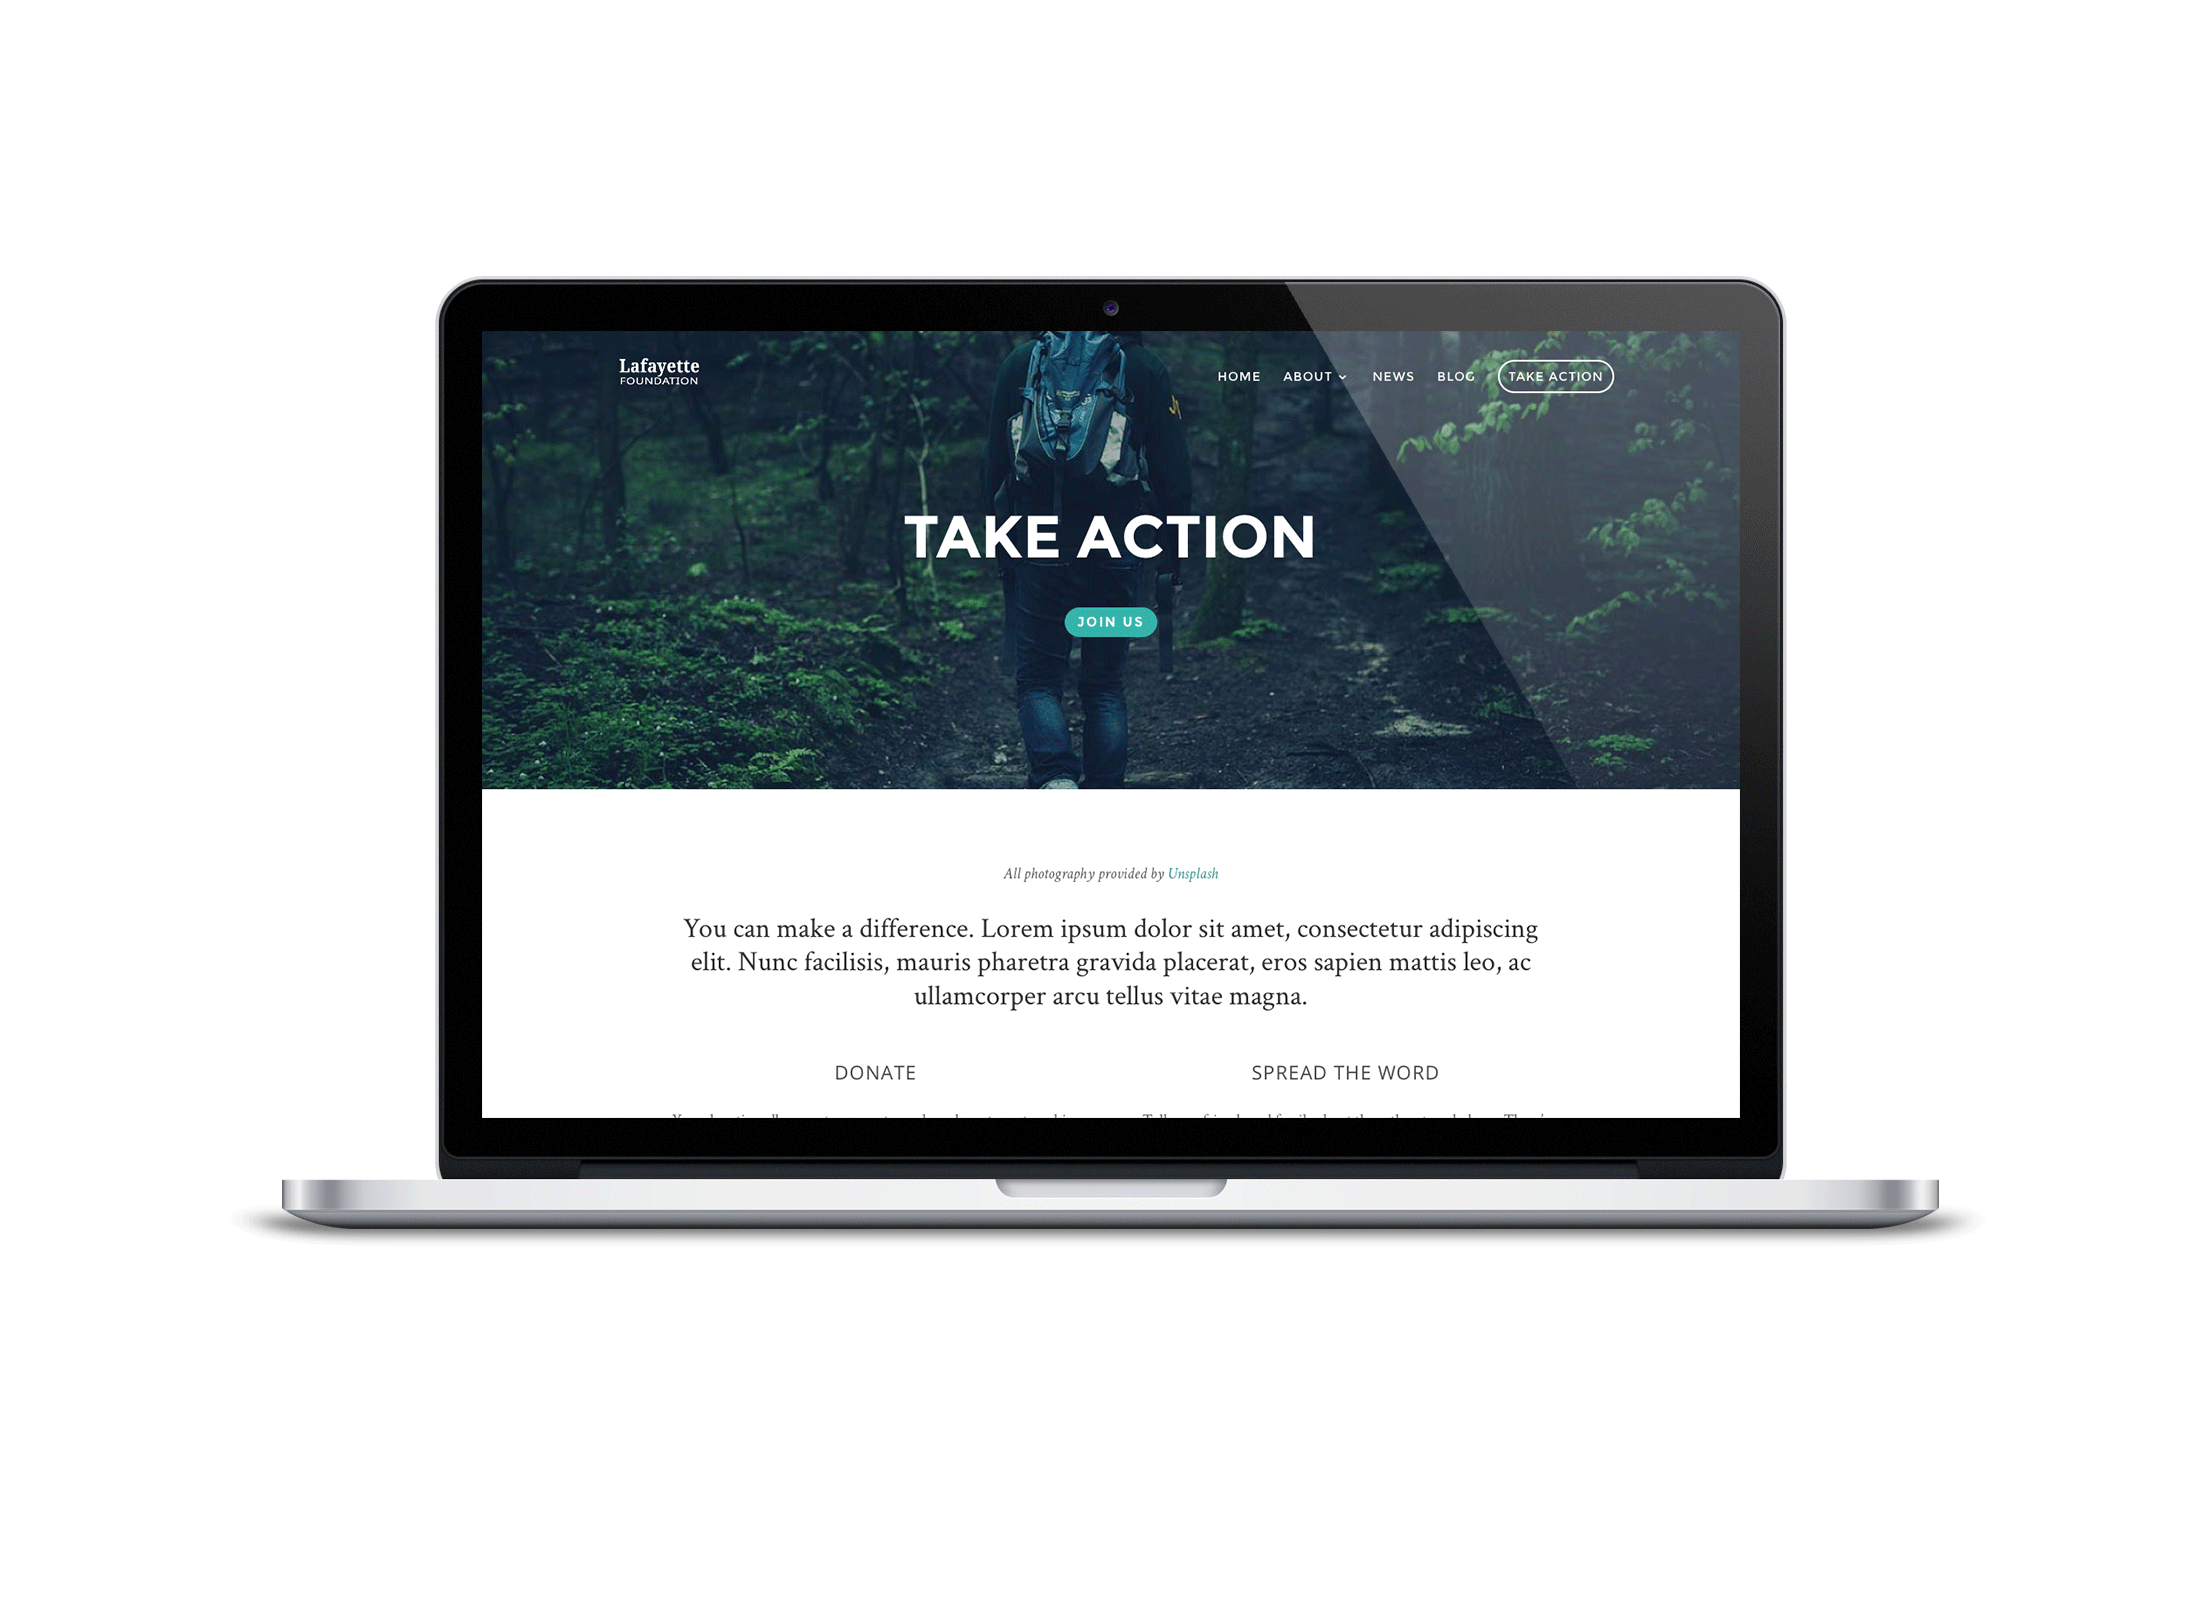 Lafayette
FOUNDATION
HOME ABOUT NEWS BLOG TAKE ACTION
TAKE ACTION
JOIN US
All photography provided by Unsplash
You can make a difference. Lorem ipsum dolor sit amet, consectetur adipiscing
elit. Nunc facilisis, mauris pharetra gravida placerat, eros sapien mattis leo, ac
ullamcorper arcu tellus vitae magna.
DONATE SPREAD THE WORD